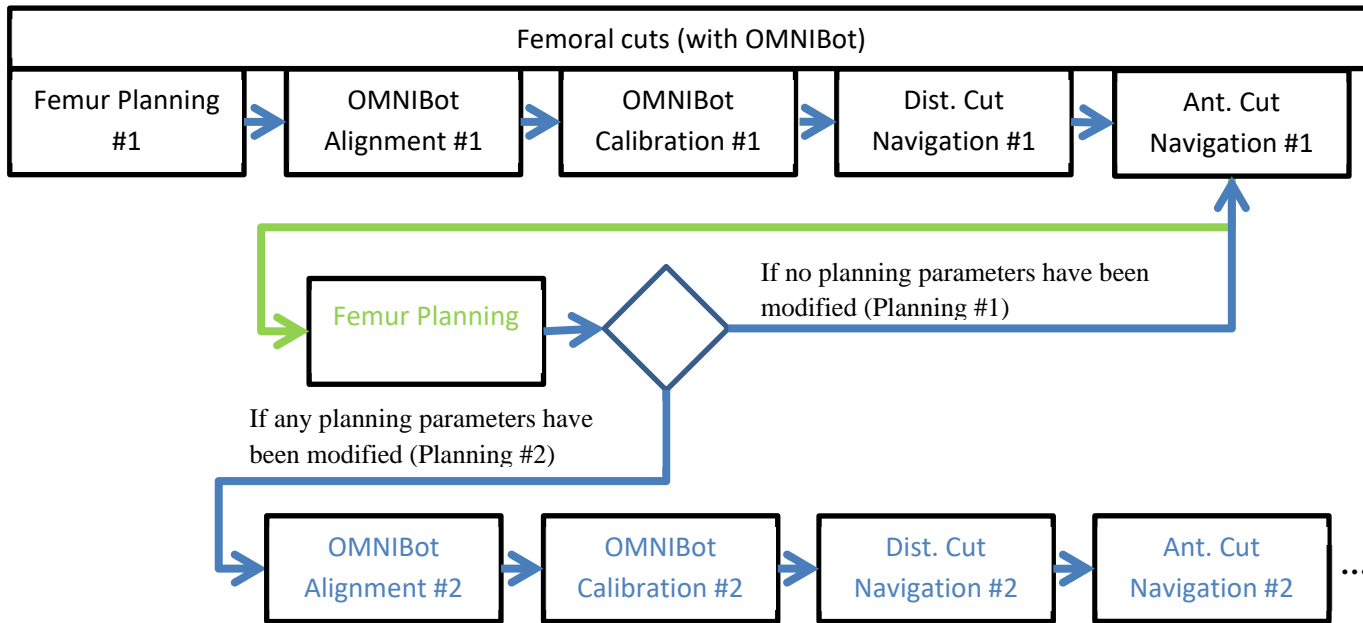 Femoral cuts (with OMNIBot)
Femur Planning
#1
OMNIBot
Alignment #1
OMNIBot
Calibration #1
Dist. Cut
Navigation #1
Ant. Cut
Navigation #1
If no planning parameters have been
modified (Planning #1)
Femur Planning
If any planning parameters have
been modified (Planning #2)
OMNIBot
Alignment #2
OMNIBot
Calibration #2
Dist. Cut
Navigation #2
Ant. Cut
Navigation #2
...